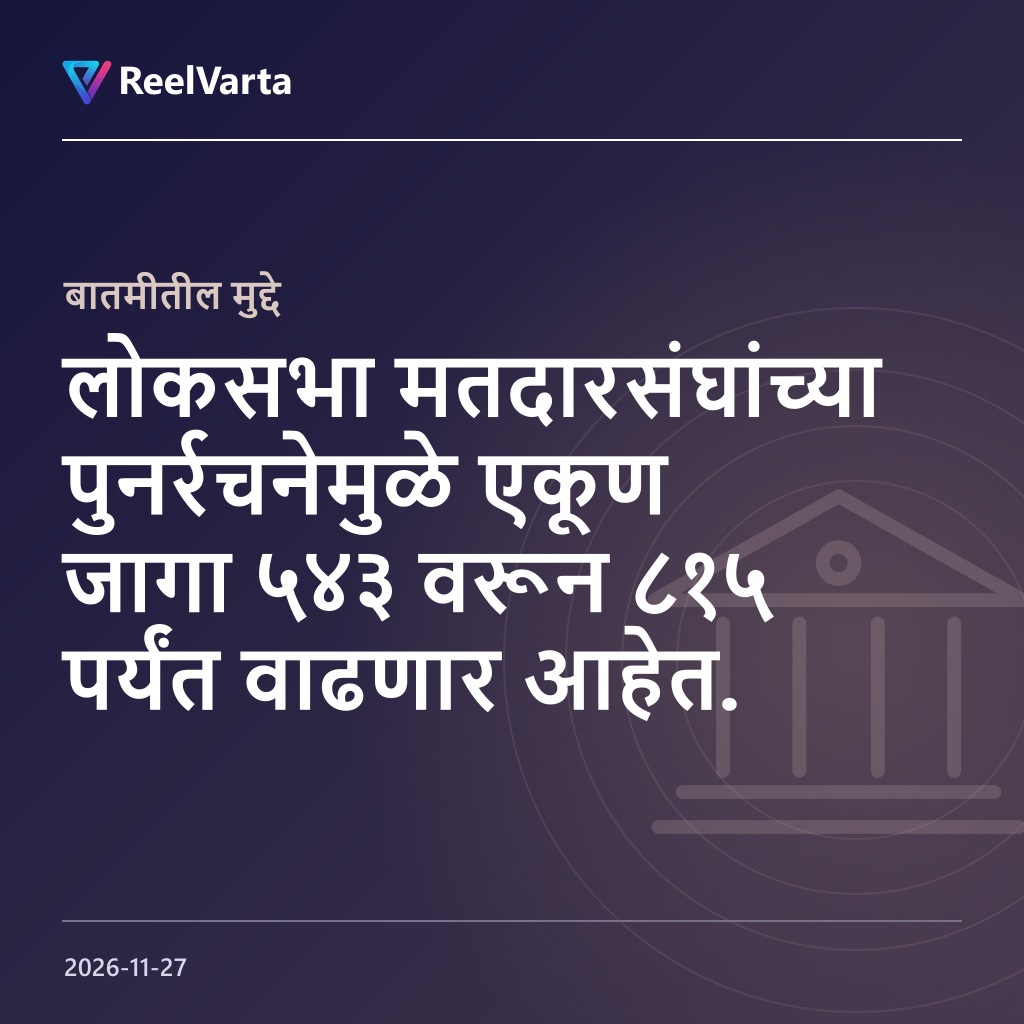 ReelVarta
बातमीतील मुद्दे
लोकसभा मतदारसंघांच्या
पुनर्रचनेमुळे एकूण
जागा ५४३ वरून ८१५
पर्यंत वाढणार आहेत.
2026-11-27